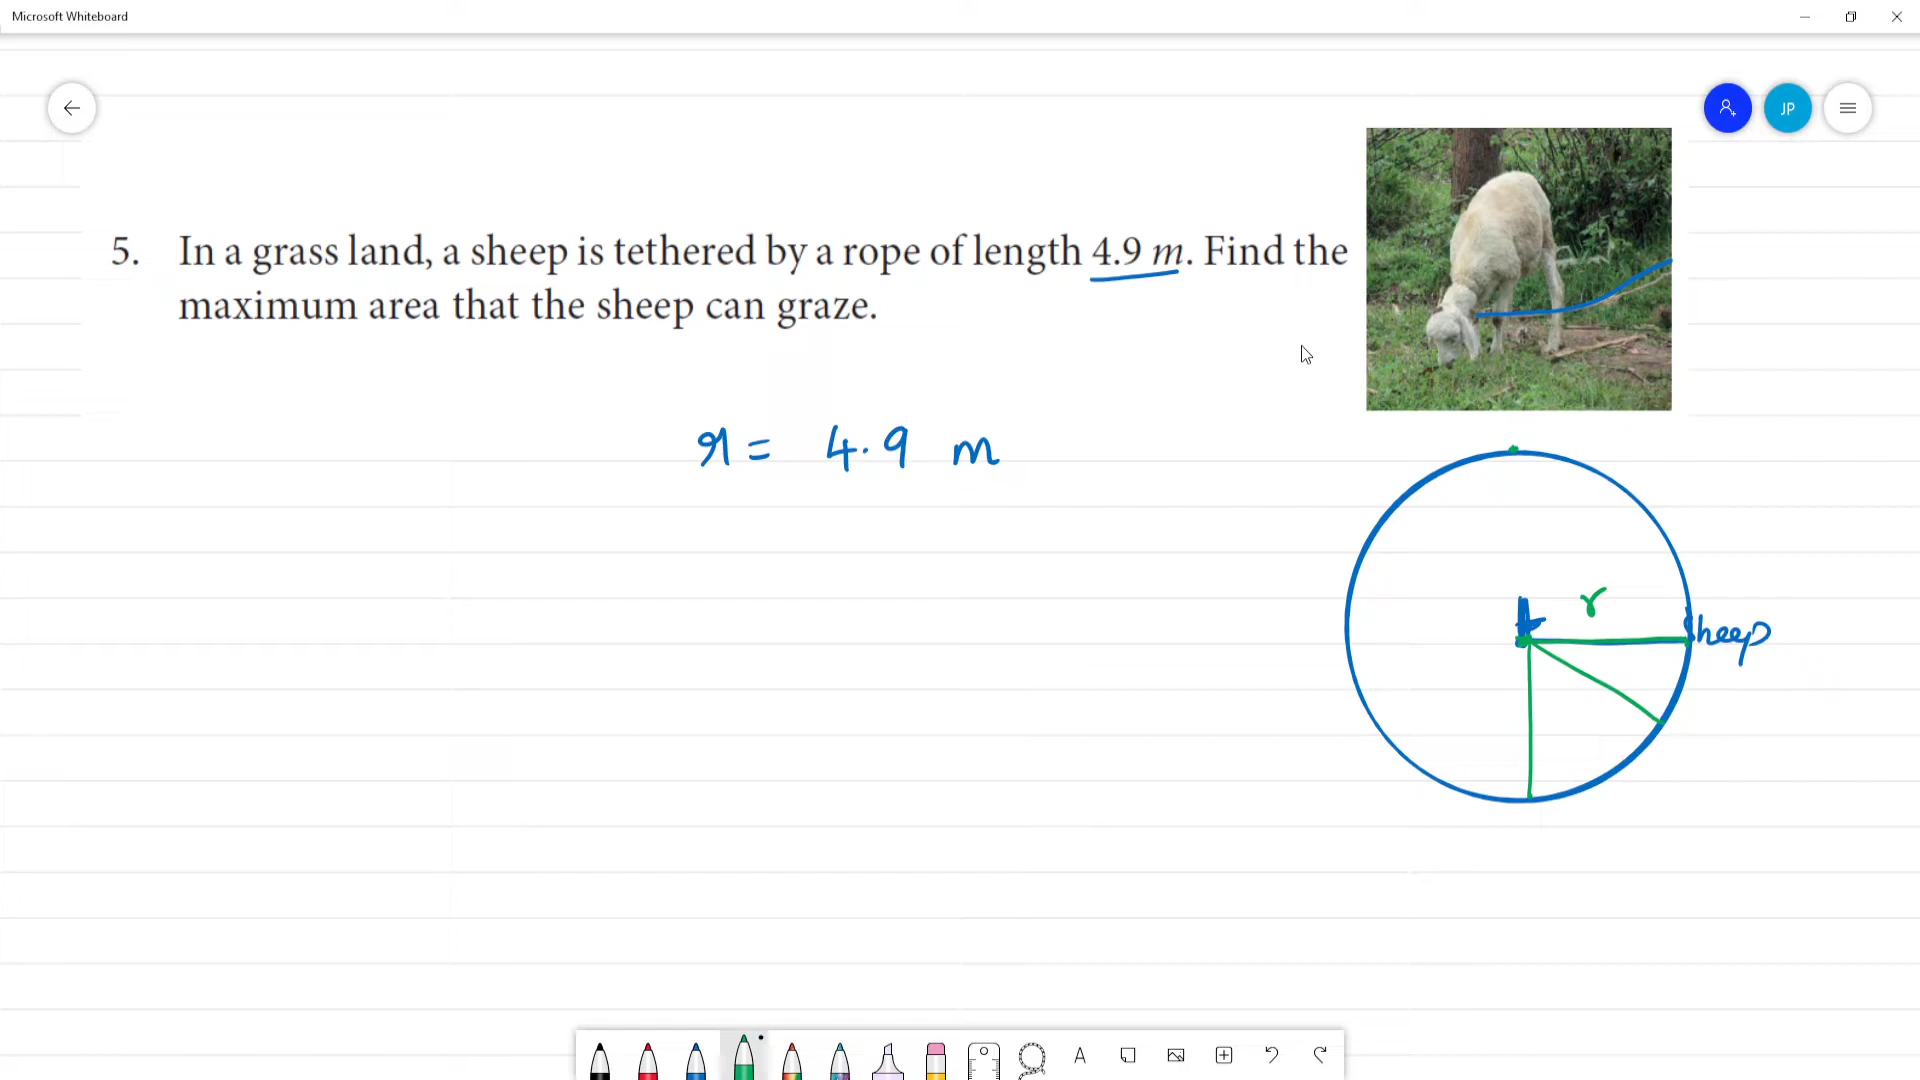 Microsoft Whiteboard
JP
5. In a grass land, a sheep is tethered by a rope of length 4.9 m. Find the
maximum area that the sheep can graze.
r = 4.9 m
r
sheep
A